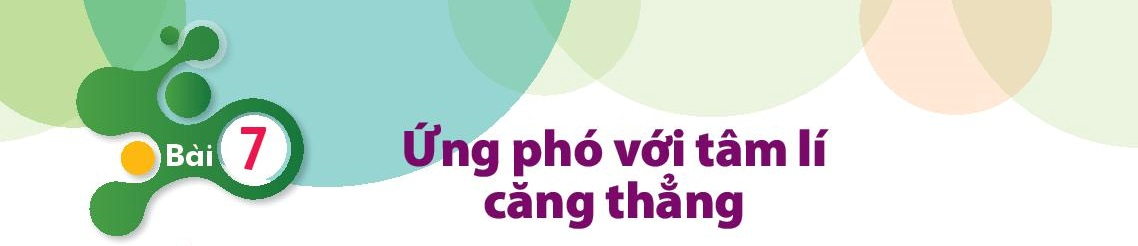 Bài 7
Ứng phó với tâm lí
căng thẳng